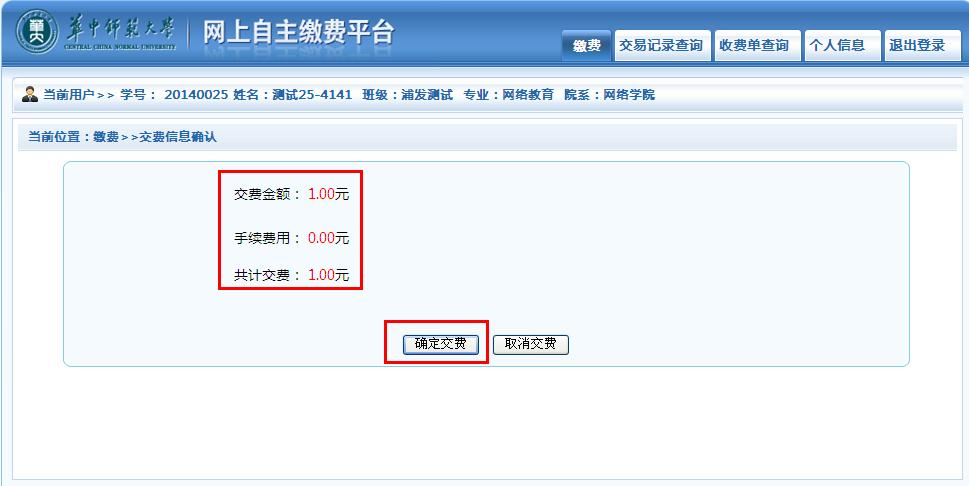 華中師範大學
CENTRAL CHINA NORMAL UNIVERSITY
网上自主缴费平台
缴费 交易记录查询 收费单查询 个人信息 退出登录
当前用户>> 学号： 20140025 姓名：测试25-4141 班级：浦发测试 专业：网络教育 院系：网络学院
当前位置：缴费>>交费信息确认
交费金额： 1.00元
手续费用： 0.00元
共计交费： 1.00元
确定交费 取消交费